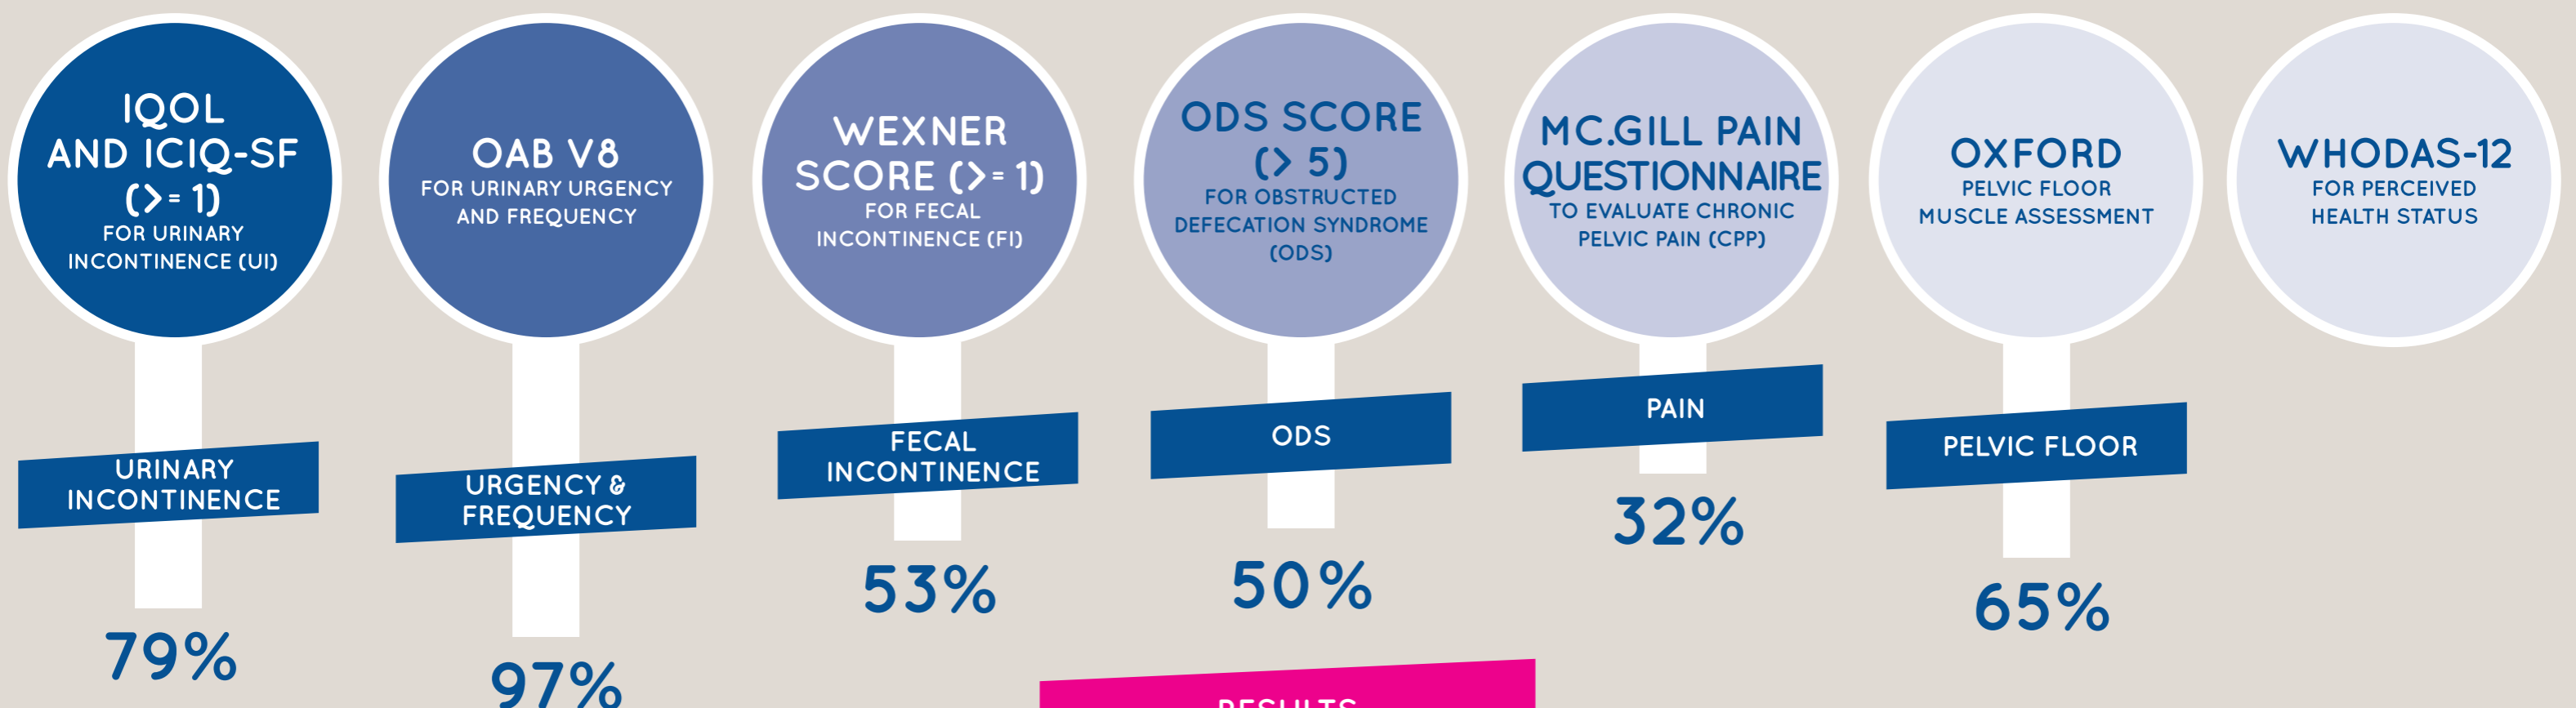 IQOL
AND ICIQ-SF
(>= 1)
FOR URINARY
INCONTINENCE (UI)
OAB V8
FOR URINARY URGENCY
AND FREQUENCY
WEXNER
SCORE (>= 1)
FOR FECAL
INCONTINENCE (FI)
ODS SCORE
(> 5)
FOR OBSTRUCTED
DEFECATION SYNDROME
(ODS)
MC.GILL PAIN
QUESTIONNAIRE
TO EVALUATE CHRONIC
PELVIC PAIN (CPP)
OXFORD
PELVIC FLOOR
MUSCLE ASSESSMENT
WHODAS-12
FOR PERCEIVED
HEALTH STATUS
URINARY
INCONTINENCE
79%
URGENCY &
FREQUENCY
97%
FECAL
INCONTINENCE
53%
ODS
50%
PAIN
32%
PELVIC FLOOR
65%
RESULTS